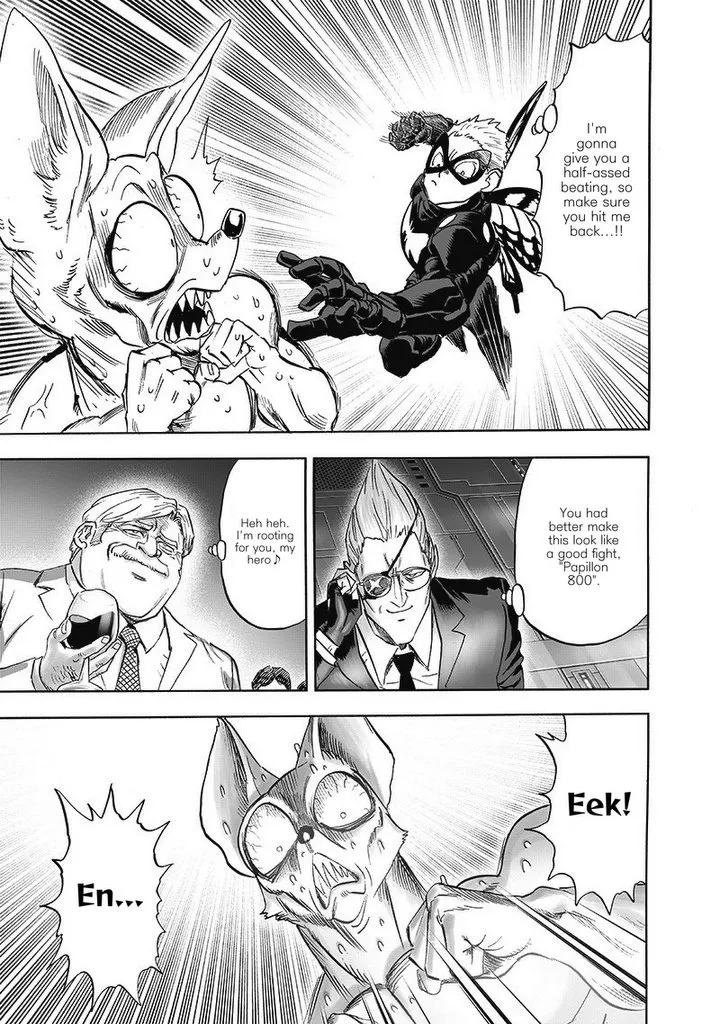 I'm
gonna
give you a
half-assed
beating, so
make sure
you hit me
back...!!
You had
better make
this look like
a good fight,
"Papillon
800".
Heh heh.
I'm rooting
for you, my
hero♪
Eek!
En...